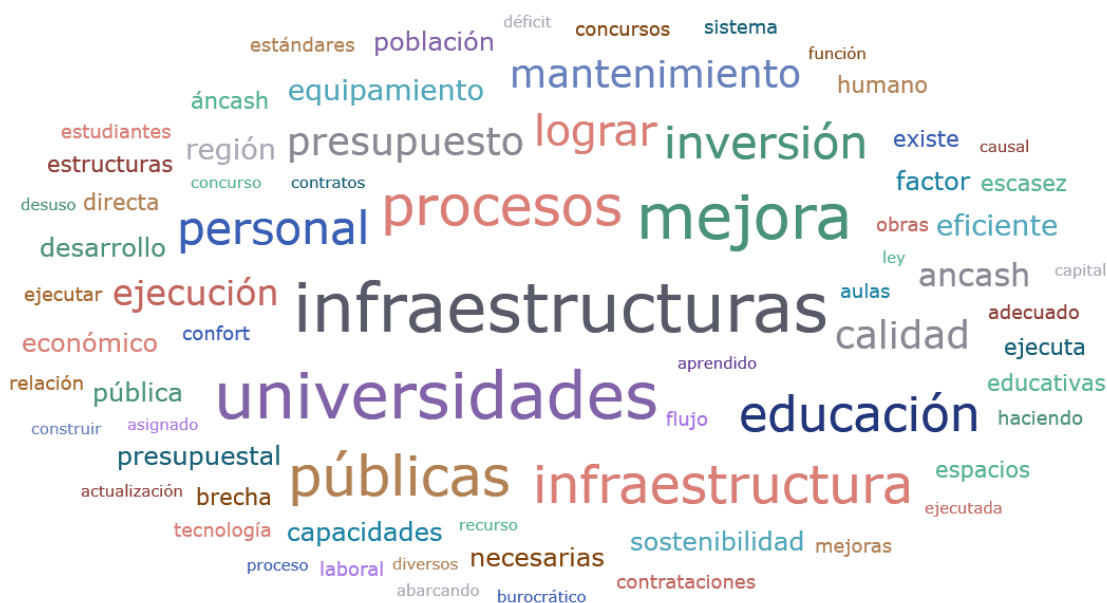 déficit
estándares población concursos sistema
función
equipamiento mantenimiento humano
áncash
estudiantes región presupuesto lograr inversión existe causal
estructuras
concurso contratos factor escasez
desuso directa personal procesos mejora obras eficiente
desarrollo
ley
ancash capital
ejecutar ejecución infraestructuras aulas
adecuado
económico confort calidad ejecuta
aprendido
relación pública universidades educación educativas
construir asignado flujo haciendo
presupuestal
actualización brecha públicas infraestructura espacios
ejecutada
tecnología capacidades recurso
sostenibilidad mejoras
proceso laboral diversos necesarias
contrataciones
abarcando burocrático